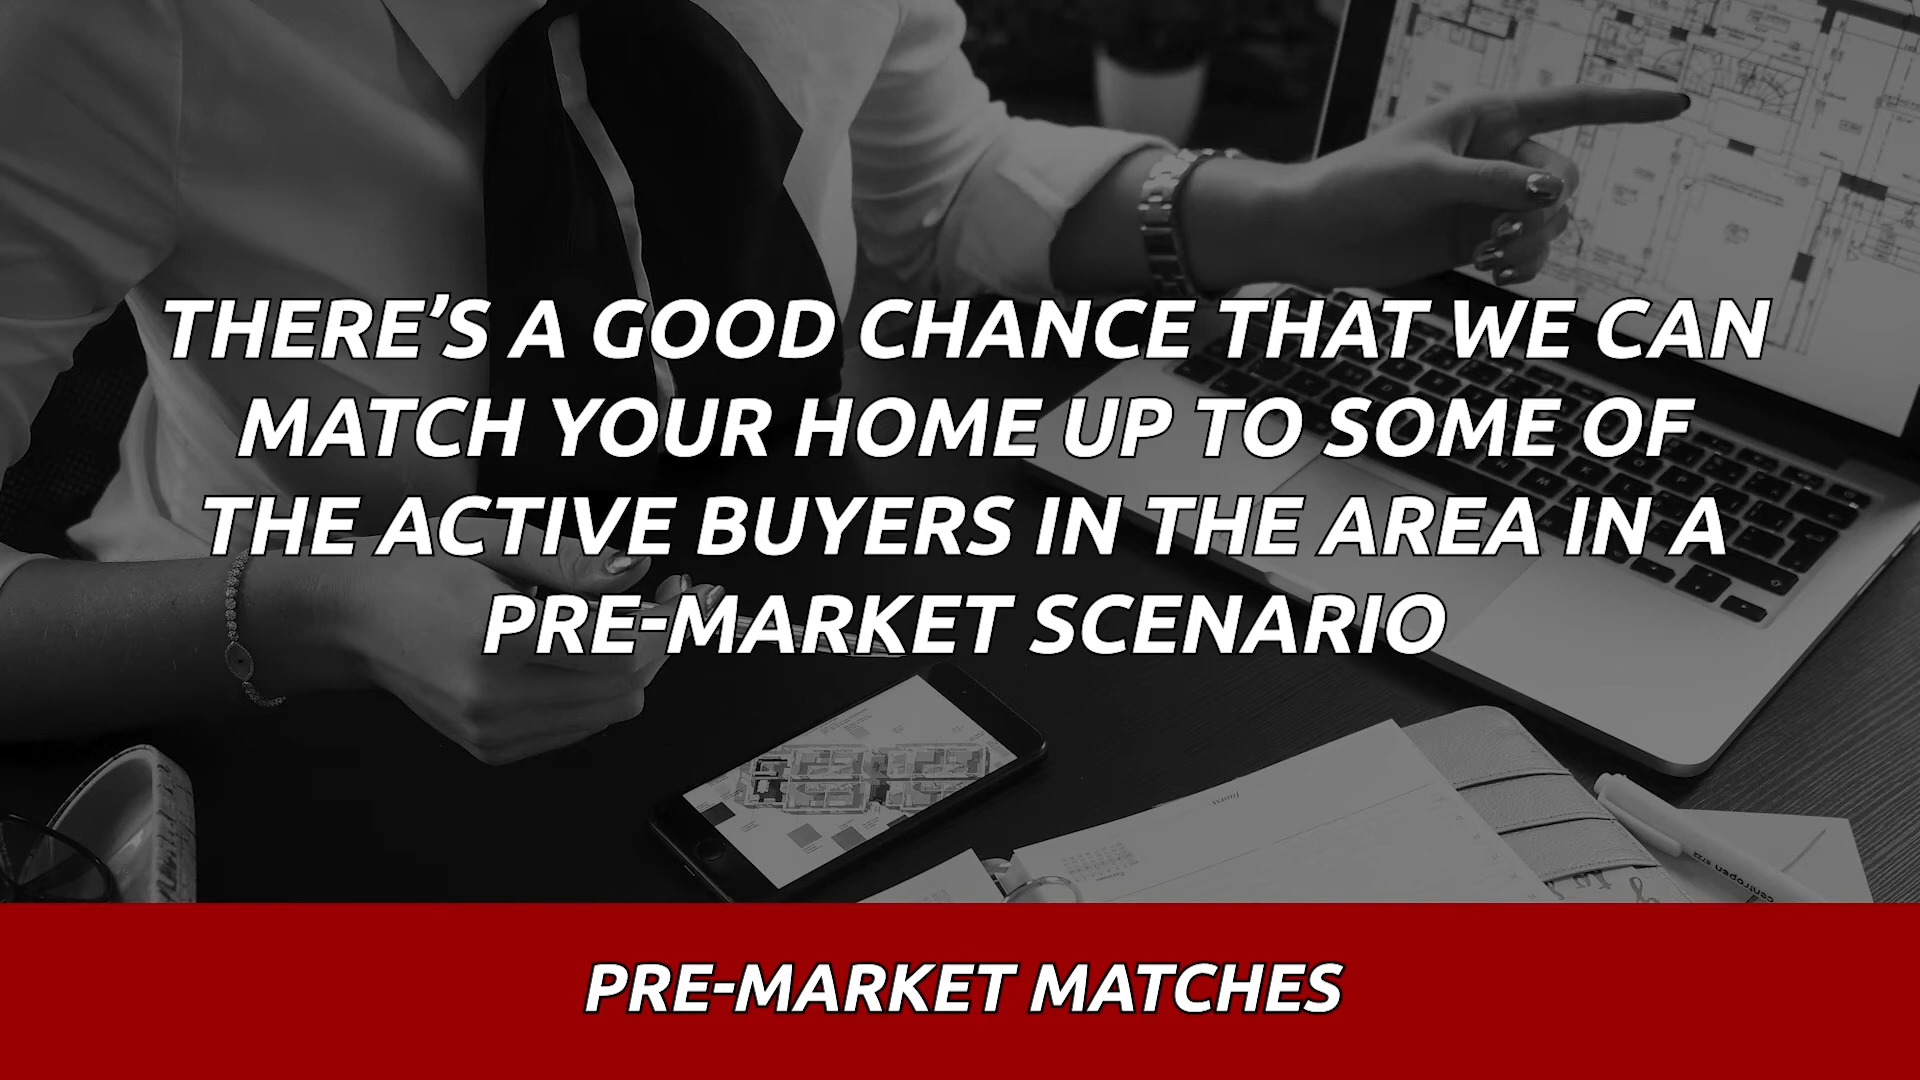 THERE’S A GOOD CHANCE THAT WE CAN
MATCH YOUR HOME UP TO SOME OF
THE ACTIVE BUYERS IN THE AREA IN A
PRE-MARKET SCENARIO
PRE-MARKET MATCHES